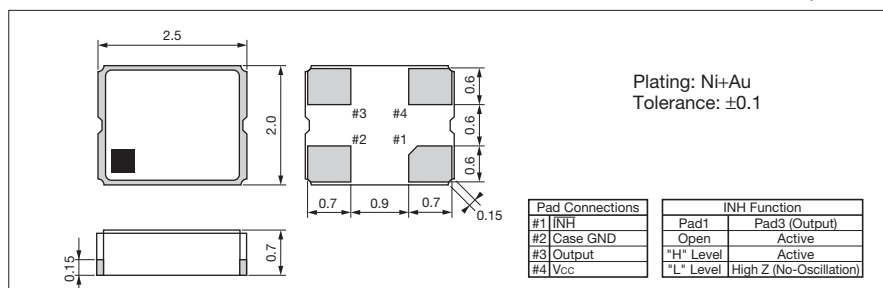 2.5
2.0
0.15
0.7
#3 #4
#2 #1
0.6
0.6
0.6
0.7 0.9 0.7
0.15
Plating: Ni+Au
Tolerance: ±0.1
Pad Connections
#1 INH
#2 Case GND
#3 Output
#4 Vcc
INH Function
Pad1 Pad3 (Output)
Open Active
"H" Level Active
"L" Level High Z (No-Oscillation)